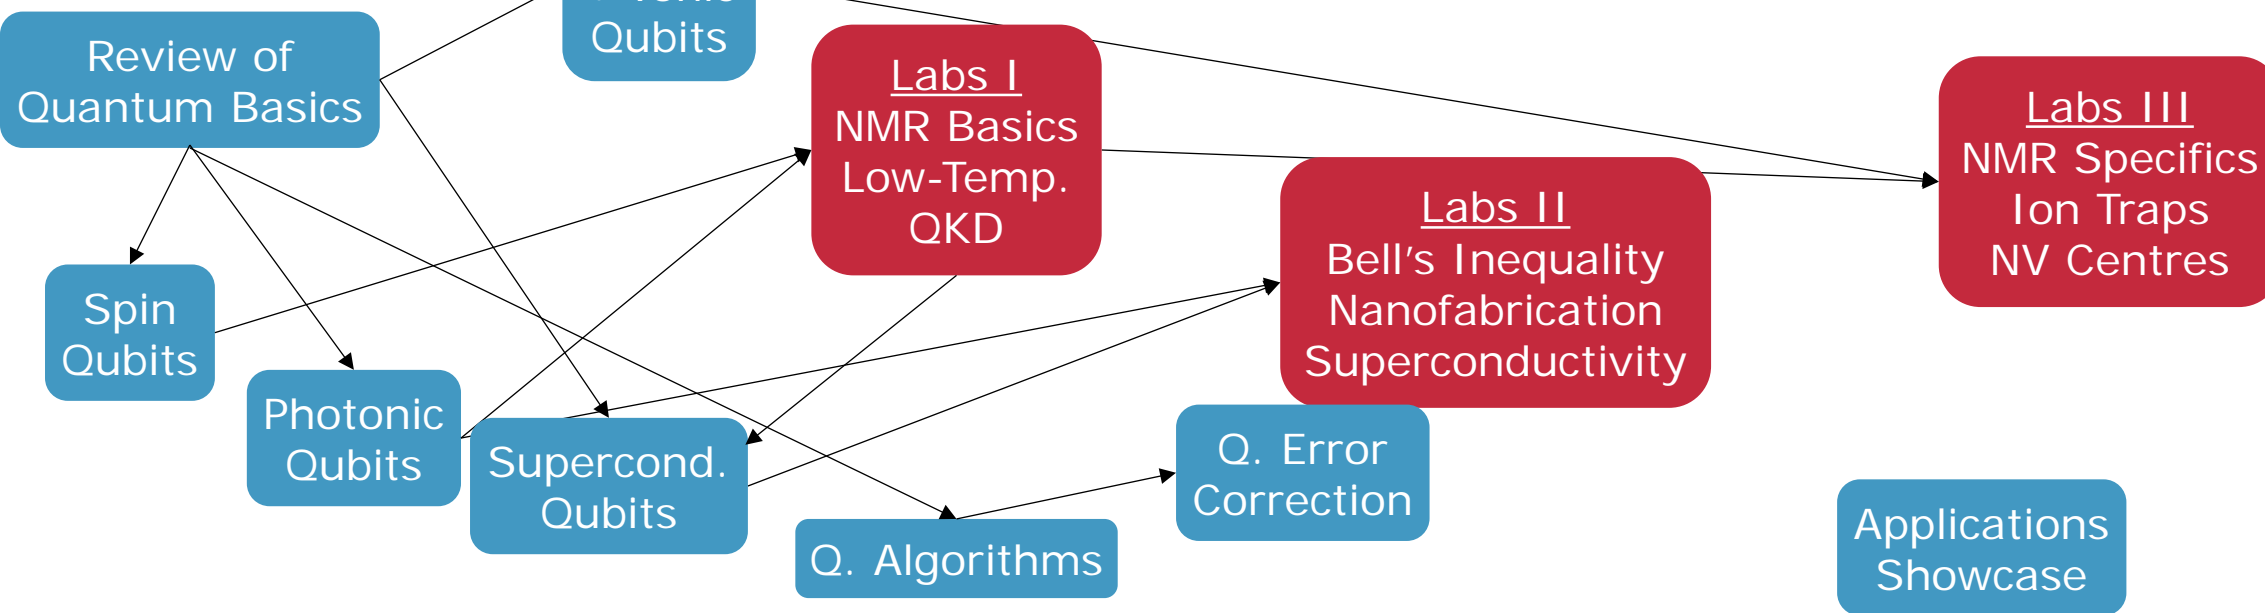 Qubits
Review of
Quantum Basics
Labs I
NMR Basics
Low-Temp.
QKD
Labs III
NMR Specifics
Ion Traps
NV Centres
Labs II
Bell's Inequality
Nanofabrication
Superconductivity
Spin
Qubits
Photonic
Qubits
Supercond.
Qubits
Q. Error
Correction
Q. Algorithms
Applications
Showcase